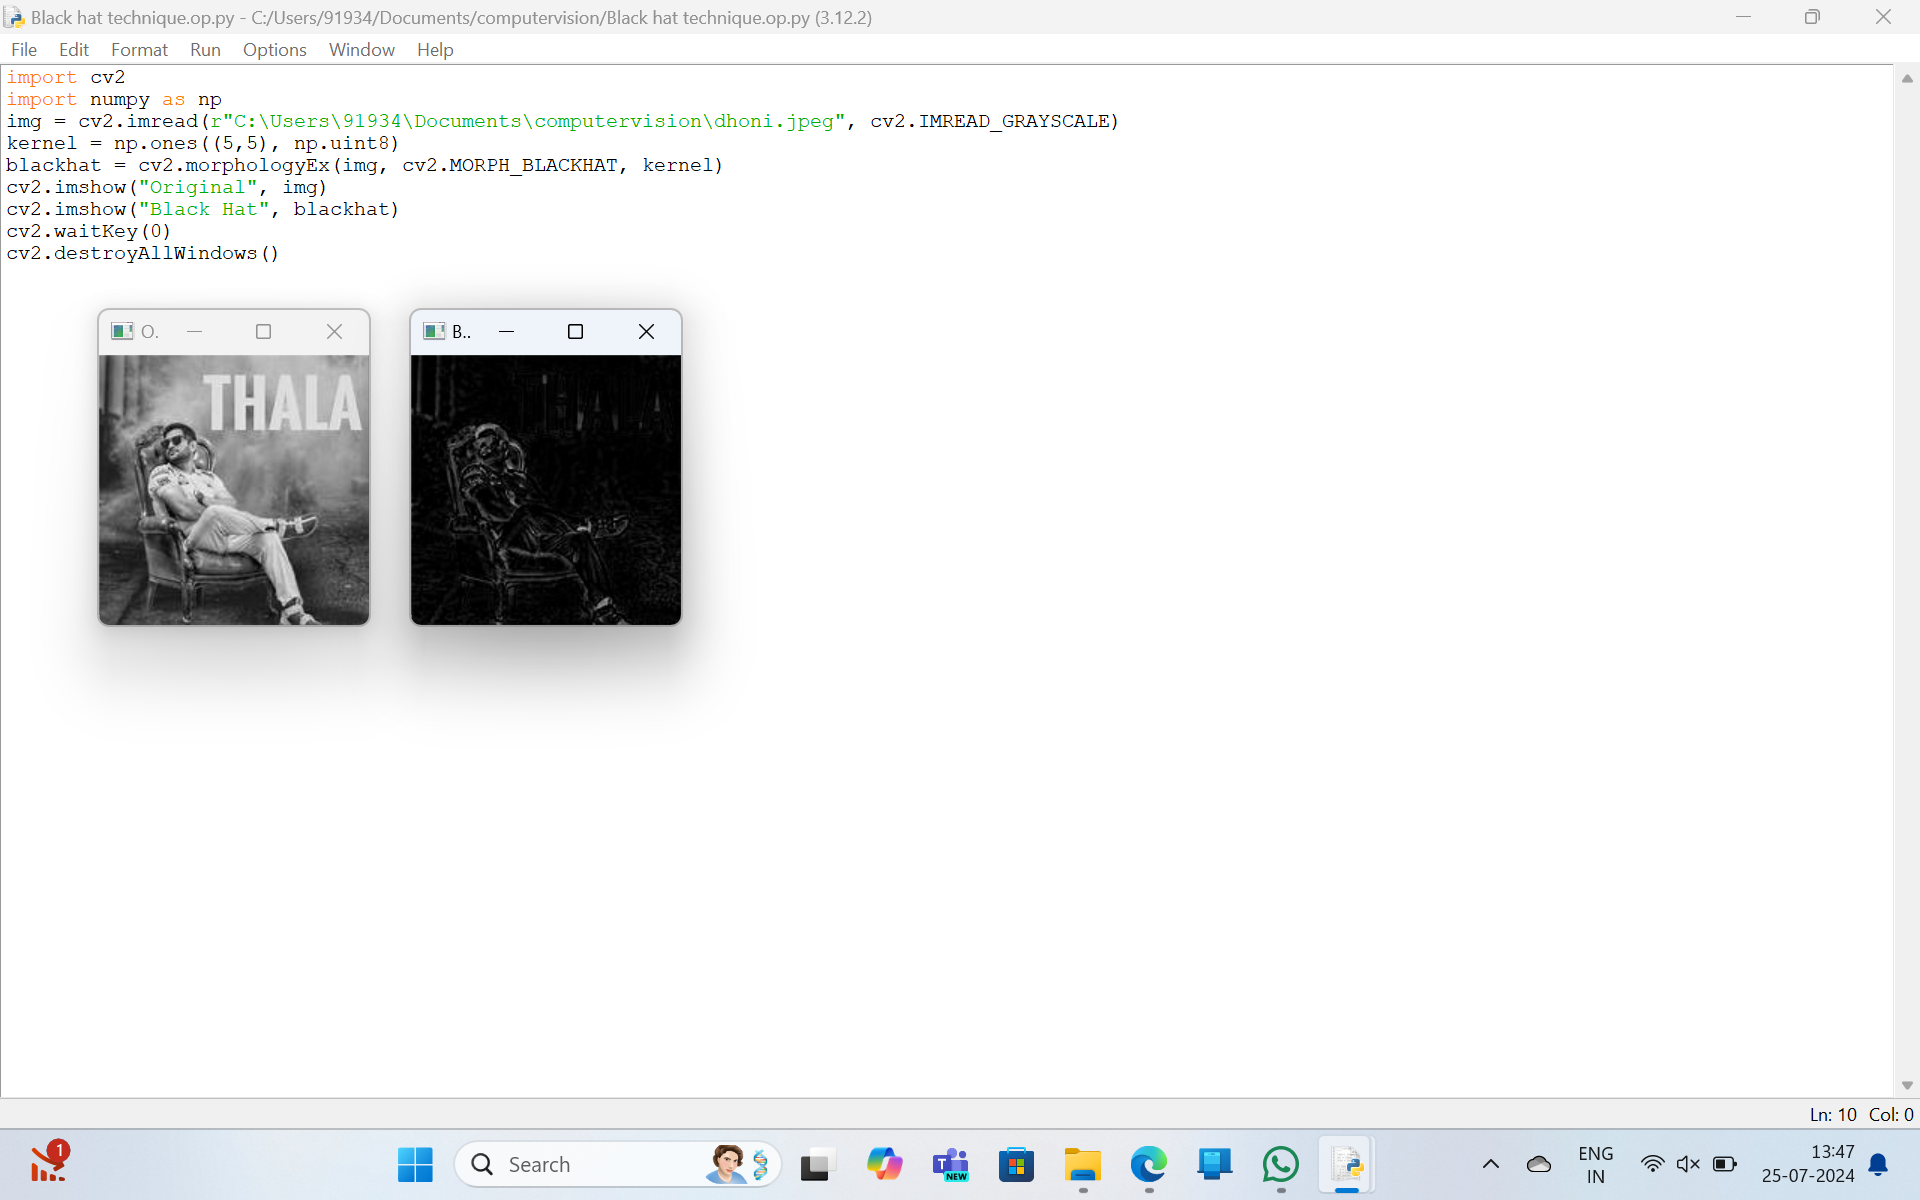 Black hat technique.op.py - C:/Users/91934/Documents/computervision/Black hat technique.op.py (3.12.2)
File Edit Format Run Options Window Help
import cv2
import numpy as np
img = cv2.imread(r"C:\Users\91934\Documents\computervision\dhoni.jpeg", cv2.IMREAD_GRAYSCALE)
kernel = np.ones((5,5), np.uint8)
blackhat = cv2.morphologyEx(img, cv2.MORPH_BLACKHAT, kernel)
cv2.imshow("Original", img)
cv2.imshow("Black Hat", blackhat)
cv2.waitKey(0)
cv2.destroyAllWindows()
O.
B..
THALA
THALA
Ln: 10 Col: 0
1
Search
T
NEW
ENG
IN
13:47
25-07-2024